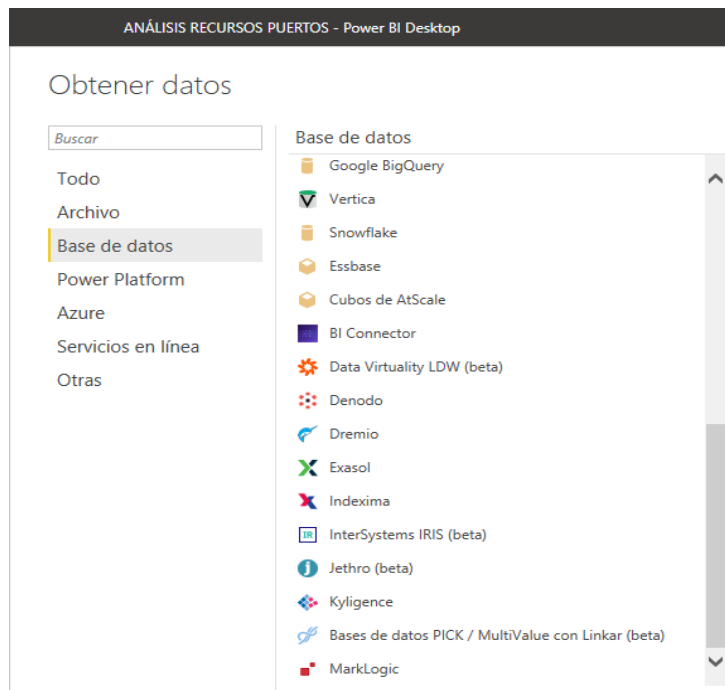 ANÁLISIS RECURSOS PUERTOS - Power BI Desktop
Obtener datos
Buscar
Todo
Archivo
Base de datos
Power Platform
Azure
Servicios en línea
Otras
Base de datos
Google BigQuery
Vertica
Snowflake
Essbase
Cubos de AtScale
BI Connector
Data Virtuality LDW (beta)
Denodo
Dremio
Exasol
Indexima
IR InterSystems IRIS (beta)
Jethro (beta)
Kyligence
Bases de datos PICK / MultiValue con Linkar (beta)
MarkLogic